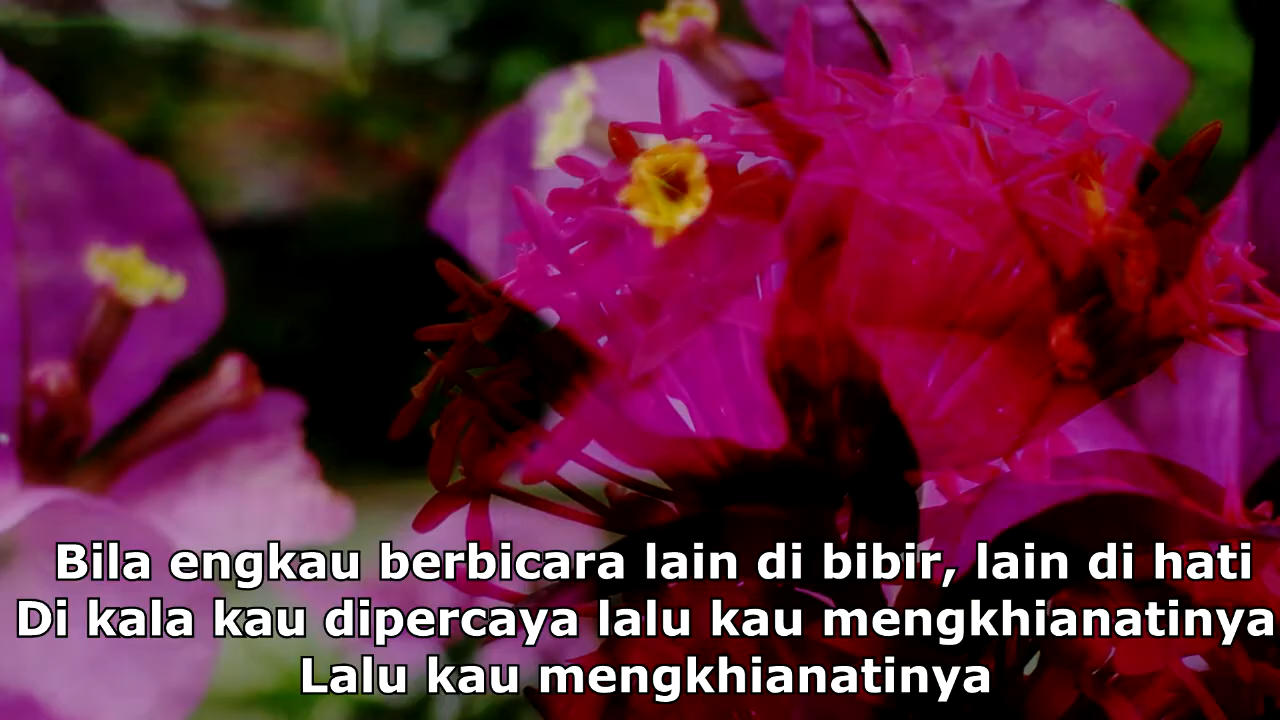 Bila engkau berbicara lain di bibir, lain di hati
Di kala kau dipercaya lalu kau mengkhianatinya
Lalu kau mengkhianatinya